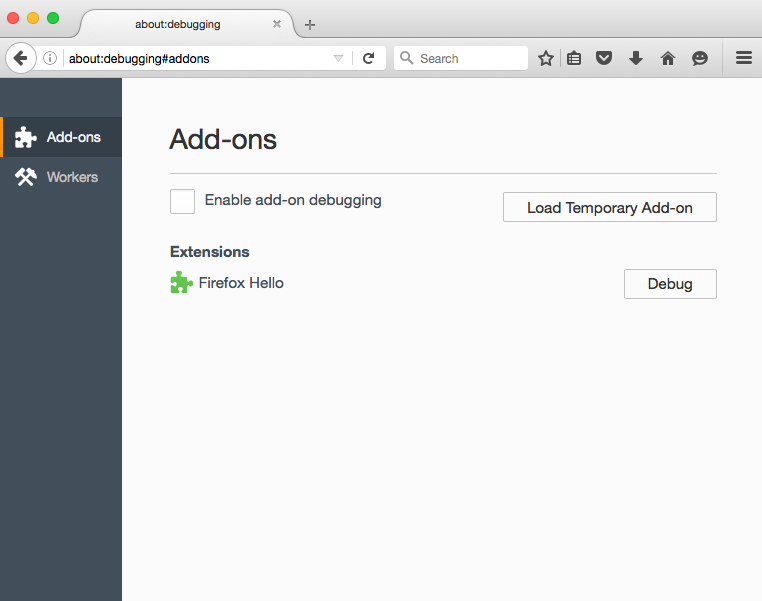 about:debugging
about:debugging#addons
Search
Add-ons
Workers
Add-ons
Enable add-on debugging
Load Temporary Add-on
Extensions
Firefox Hello
Debug